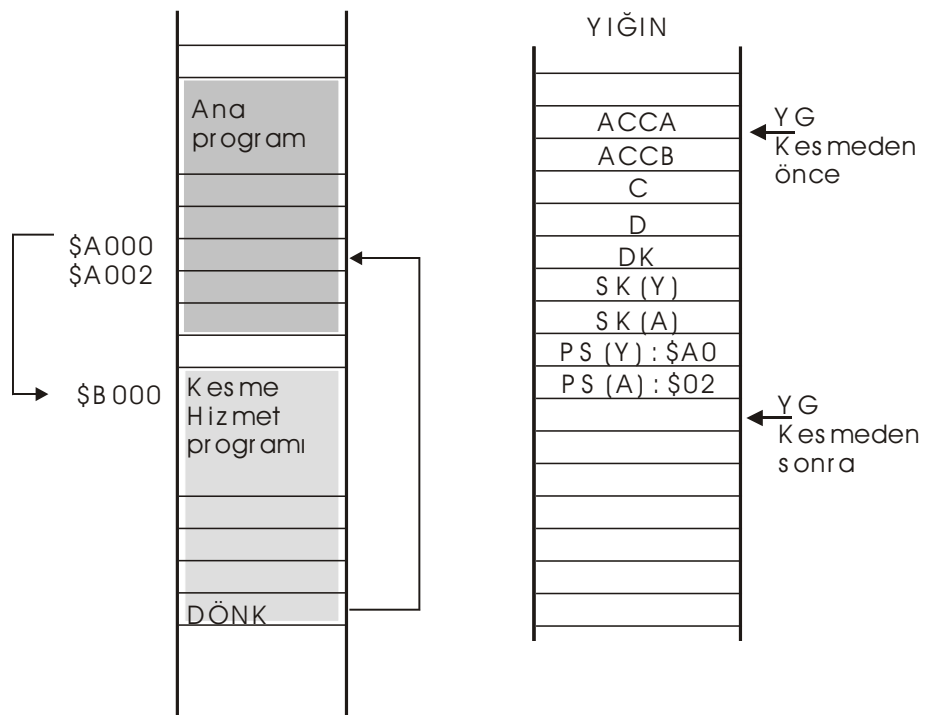 Ana
program
$A000
$A002
$B000
Kesme
Hizmet
programı
DÖNK
YIĞIN
ACCA
ACCB
C
D
DK
SK(Y)
SK(A)
PS(Y):$A0
PS(A):$02
YG
Kesmeden
önce
YG
Kesmeden
sonra